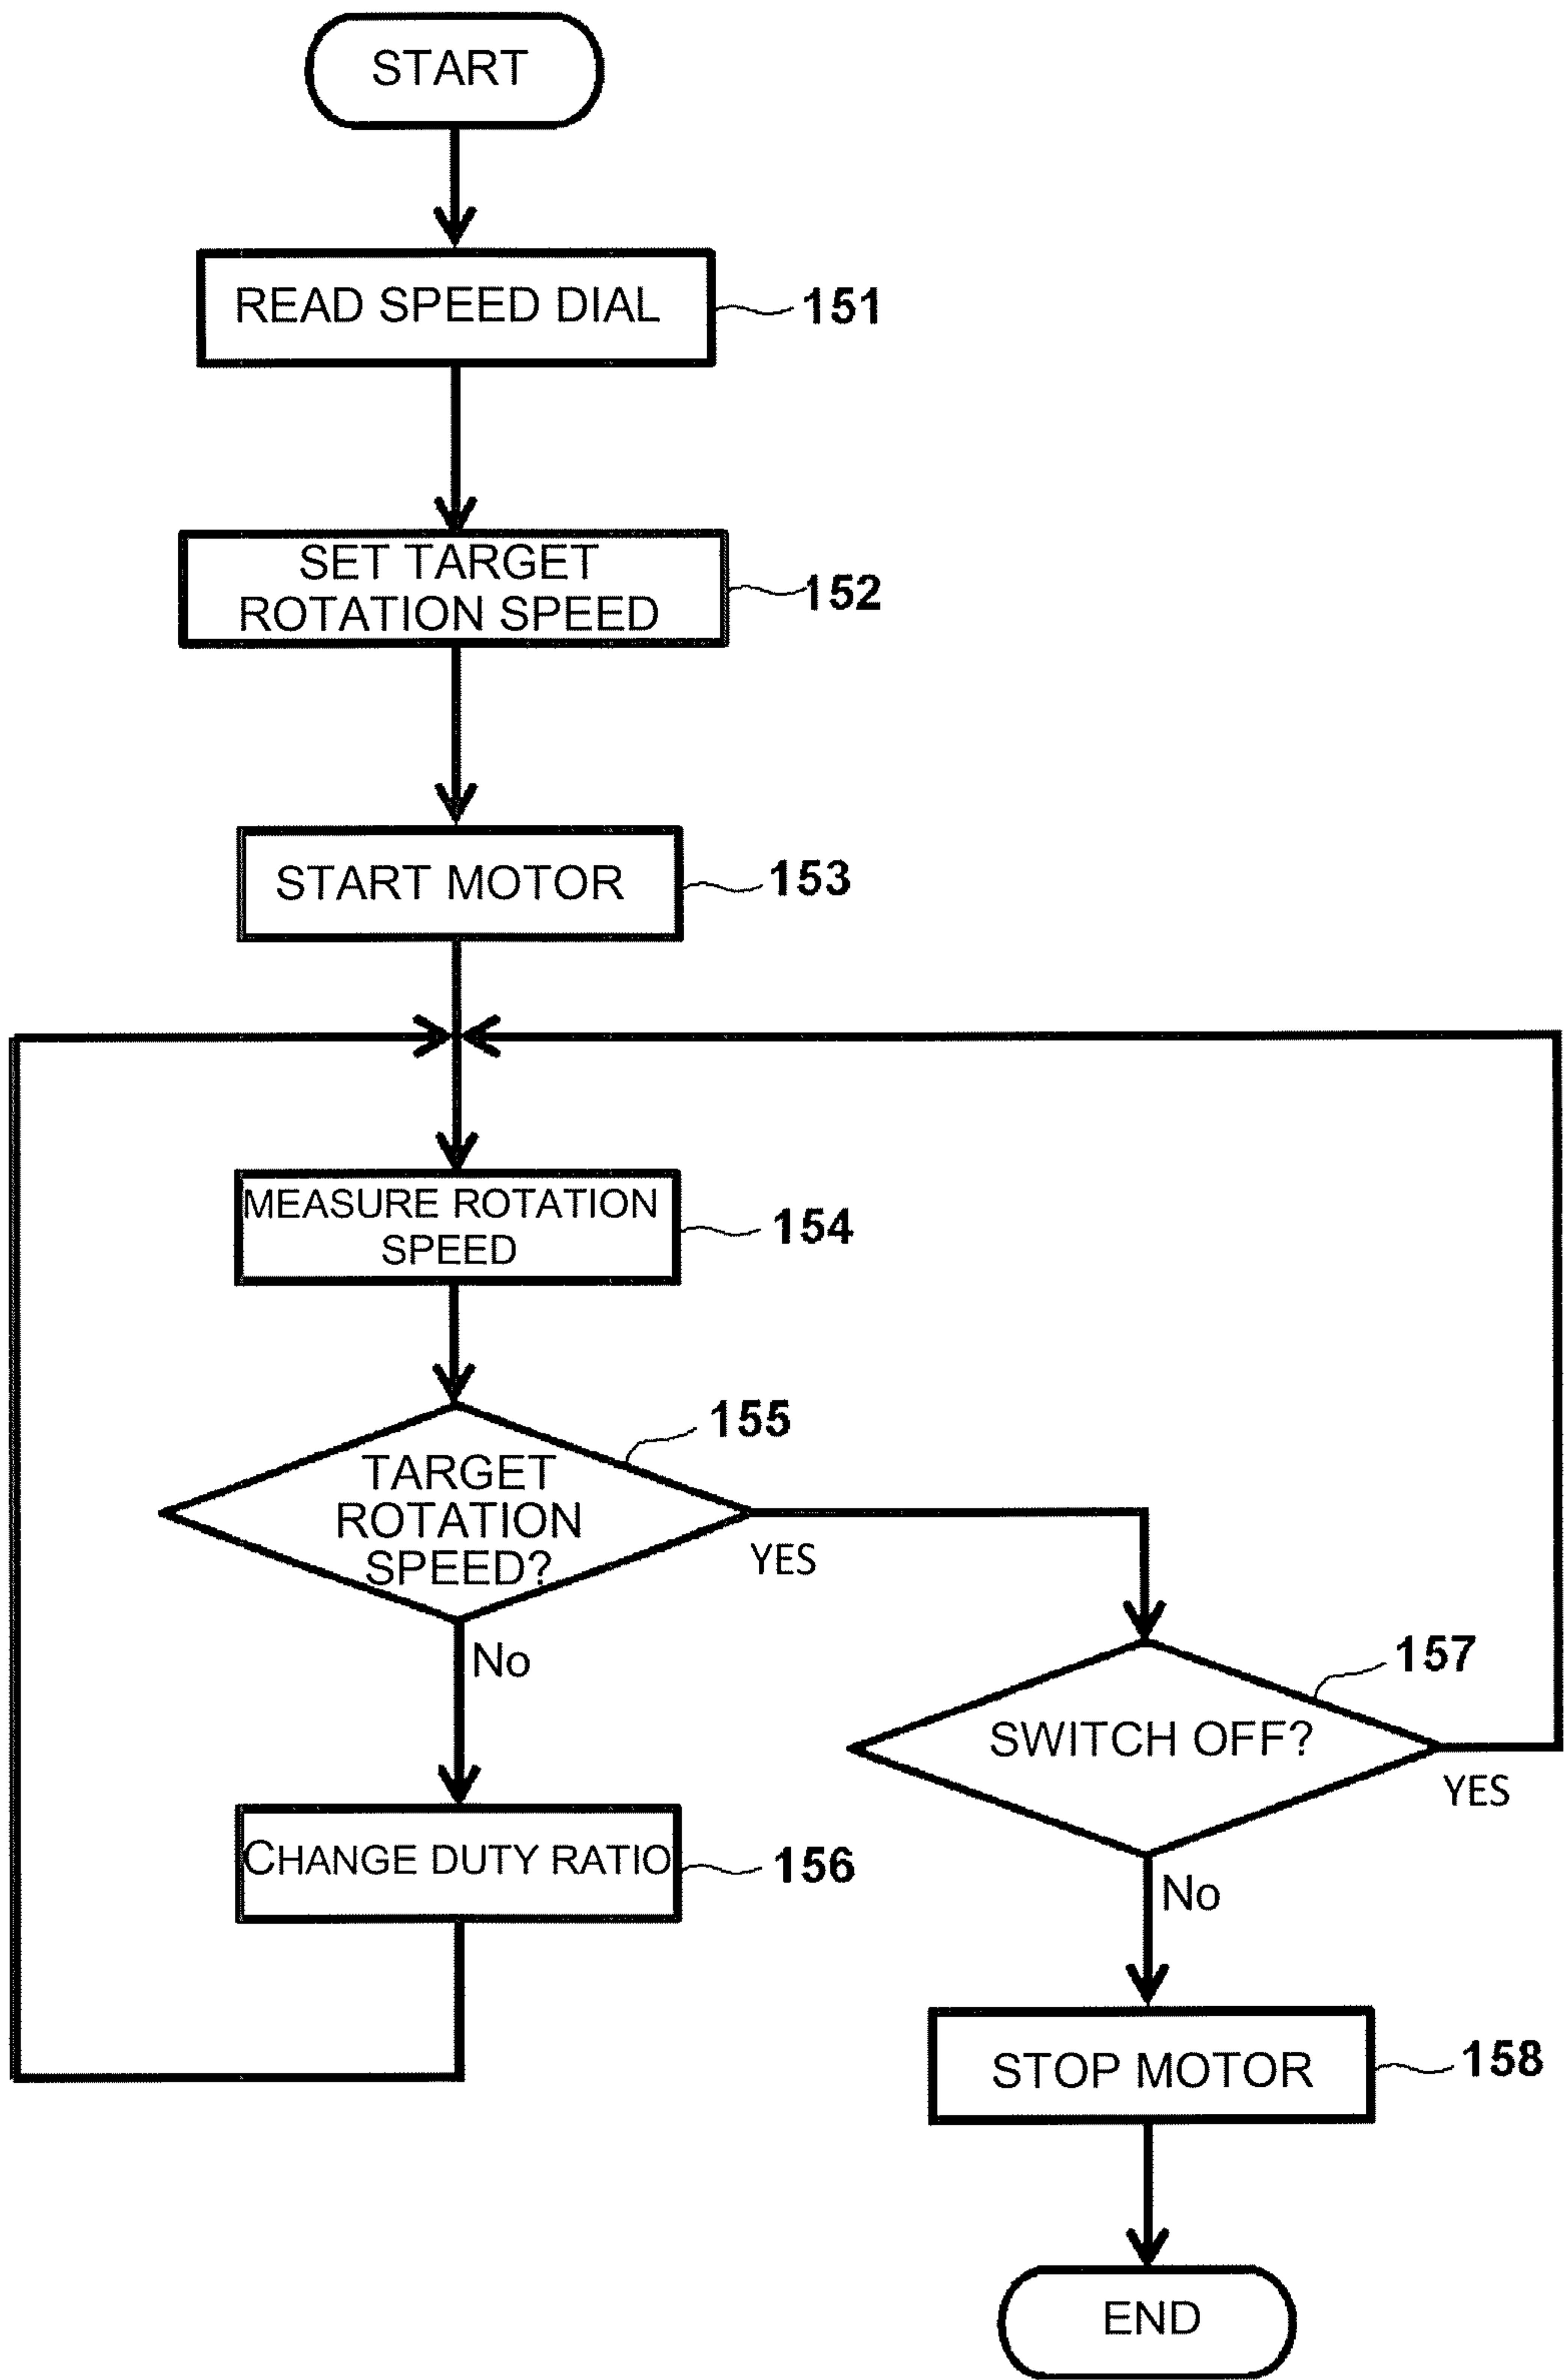 START
READ SPEED DIAL
151
SET TARGET
ROTATION SPEED
152
START MOTOR
153
MEASURE ROTATION
SPEED
154
155
TARGET
ROTATION
SPEED?
YES
No
157
SWITCH OFF?
YES
CHANGE DUTY RATIO
156
No
STOP MOTOR
158
END